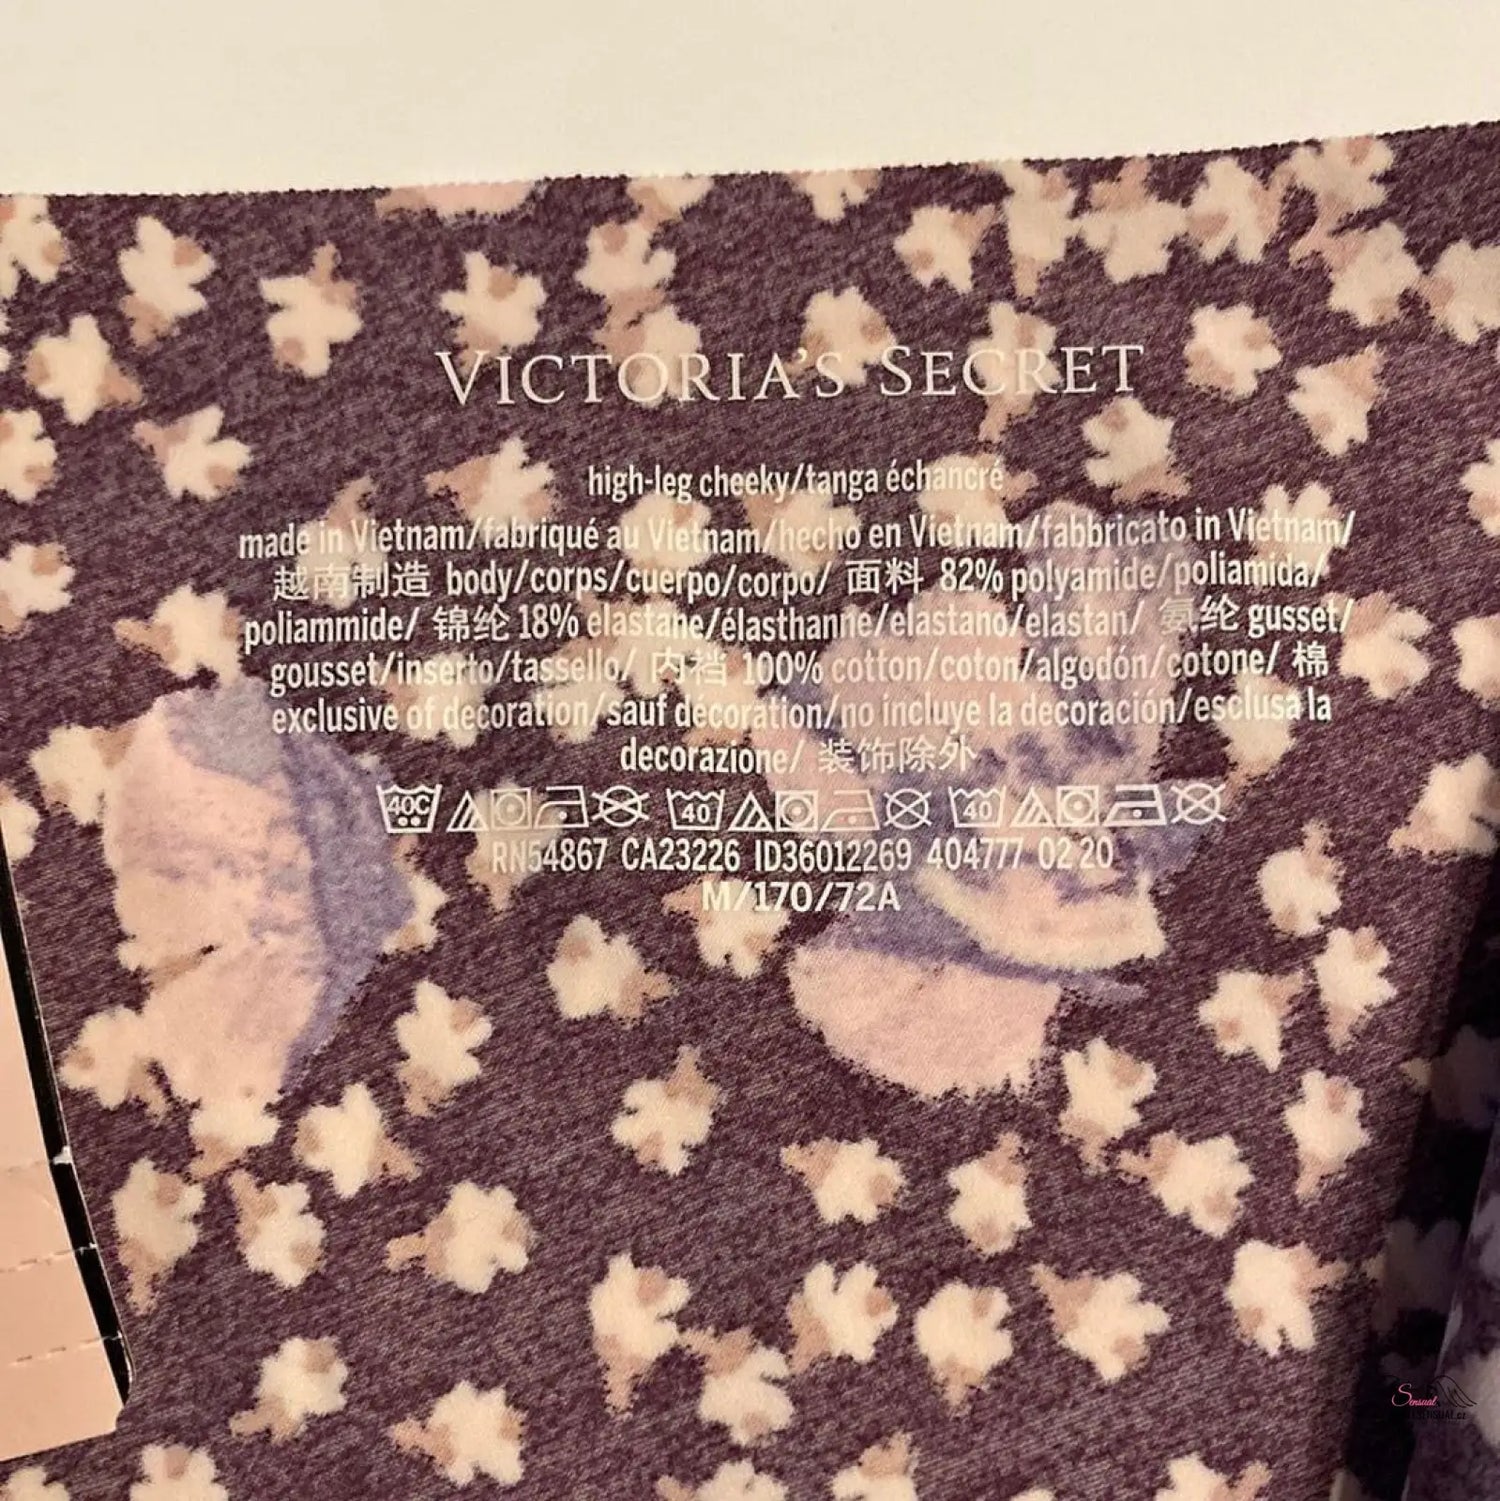 VICTORIA'S SECRET
high-leg cheeky/tanga échancré
made in Vietnam/fabriqué au Vietnam/hecho en Vietnam/fabbricato in Vietnam/
越南制造 body/corps/cuerpo/corpo/ 面料 82% polyamide/poliamida/
poliammide/ 锦纶 18% elastane/élasthanne/elastano/elastan/ 氨纶 gusset/
gousset/inserto/tassello/ 内裆 100% cotton/coton/algodón/cotone/ 棉
exclusive of decoration/sauf décoration/no incluye la decoración/esclusa la
decorazione/ 装饰除外
40C 40 40
RN54867 CA23226 ID36012269 404777 02 20
M/170/72A
Sensual